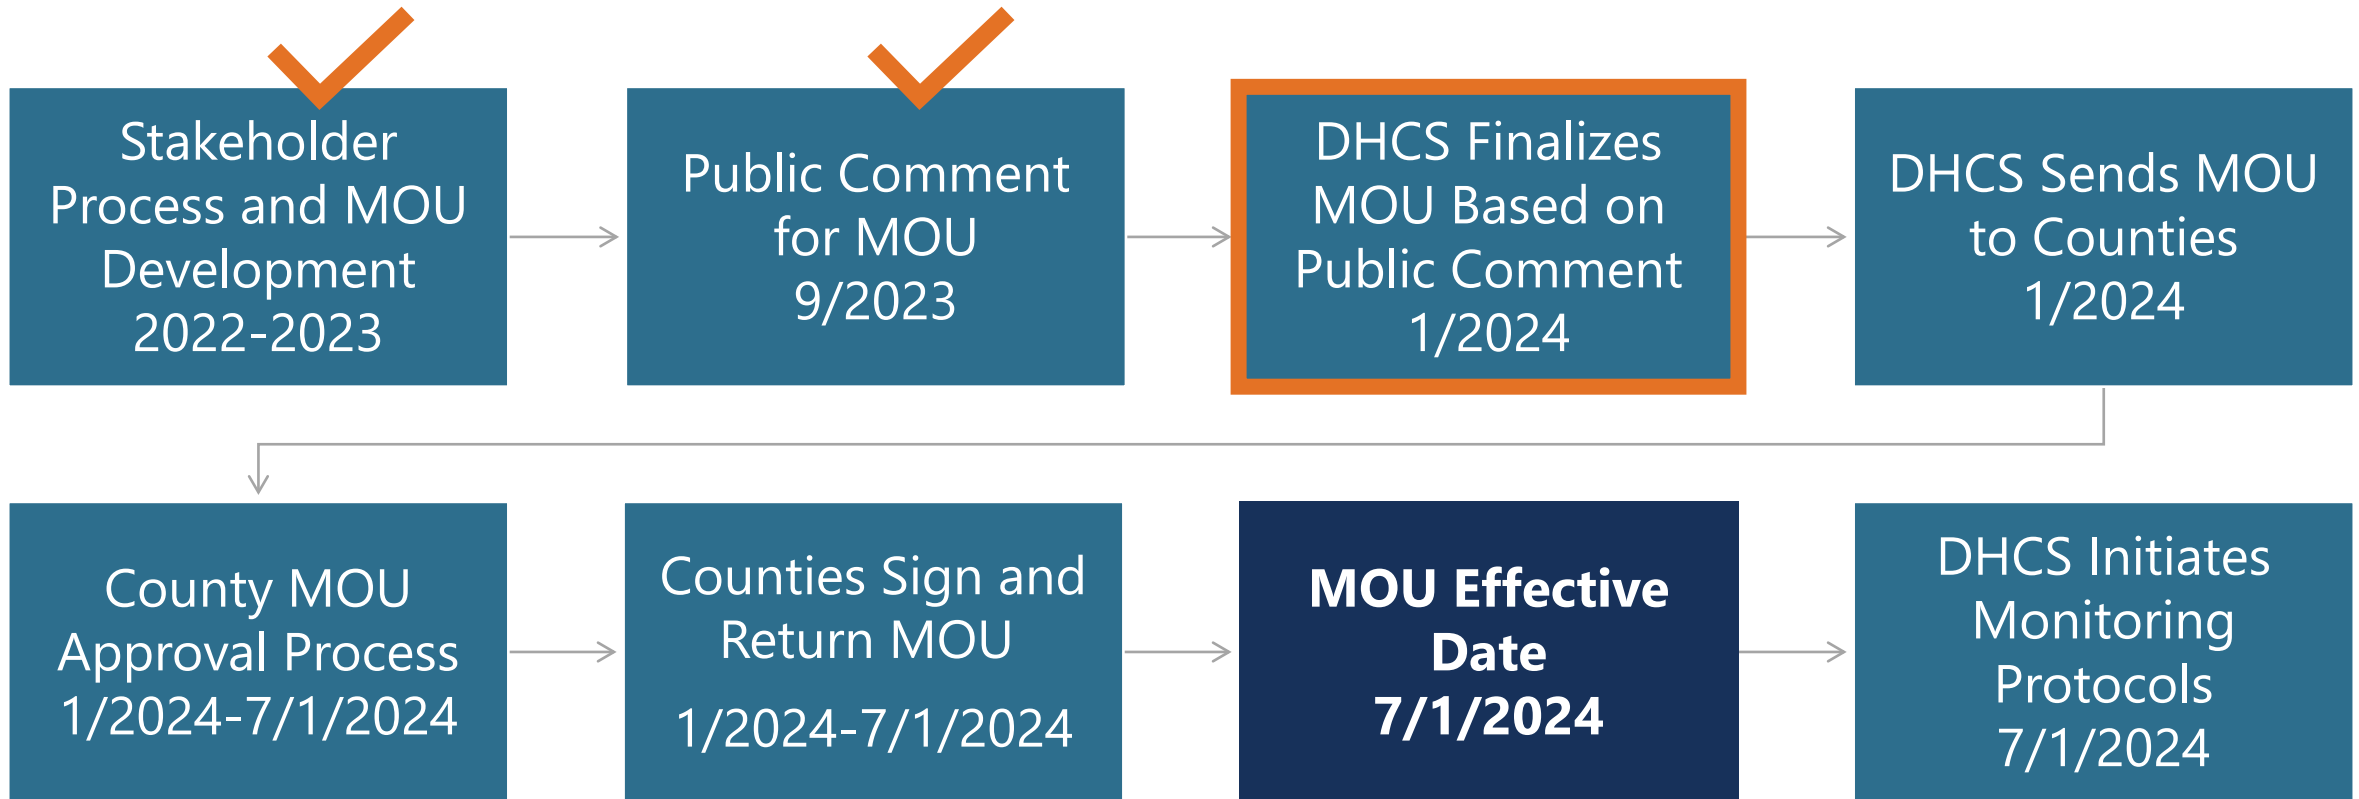 Stakeholder
Process and MOU
Development
2022-2023
Public Comment
for MOU
9/2023
DHCS Finalizes
MOU Based on
Public Comment
1/2024
DHCS Sends MOU
to Counties
1/2024
County MOU
Approval Process
1/2024-7/1/2024
Counties Sign and
Return MOU
1/2024-7/1/2024
MOU Effective
Date
7/1/2024
DHCS Initiates
Monitoring
Protocols
7/1/2024